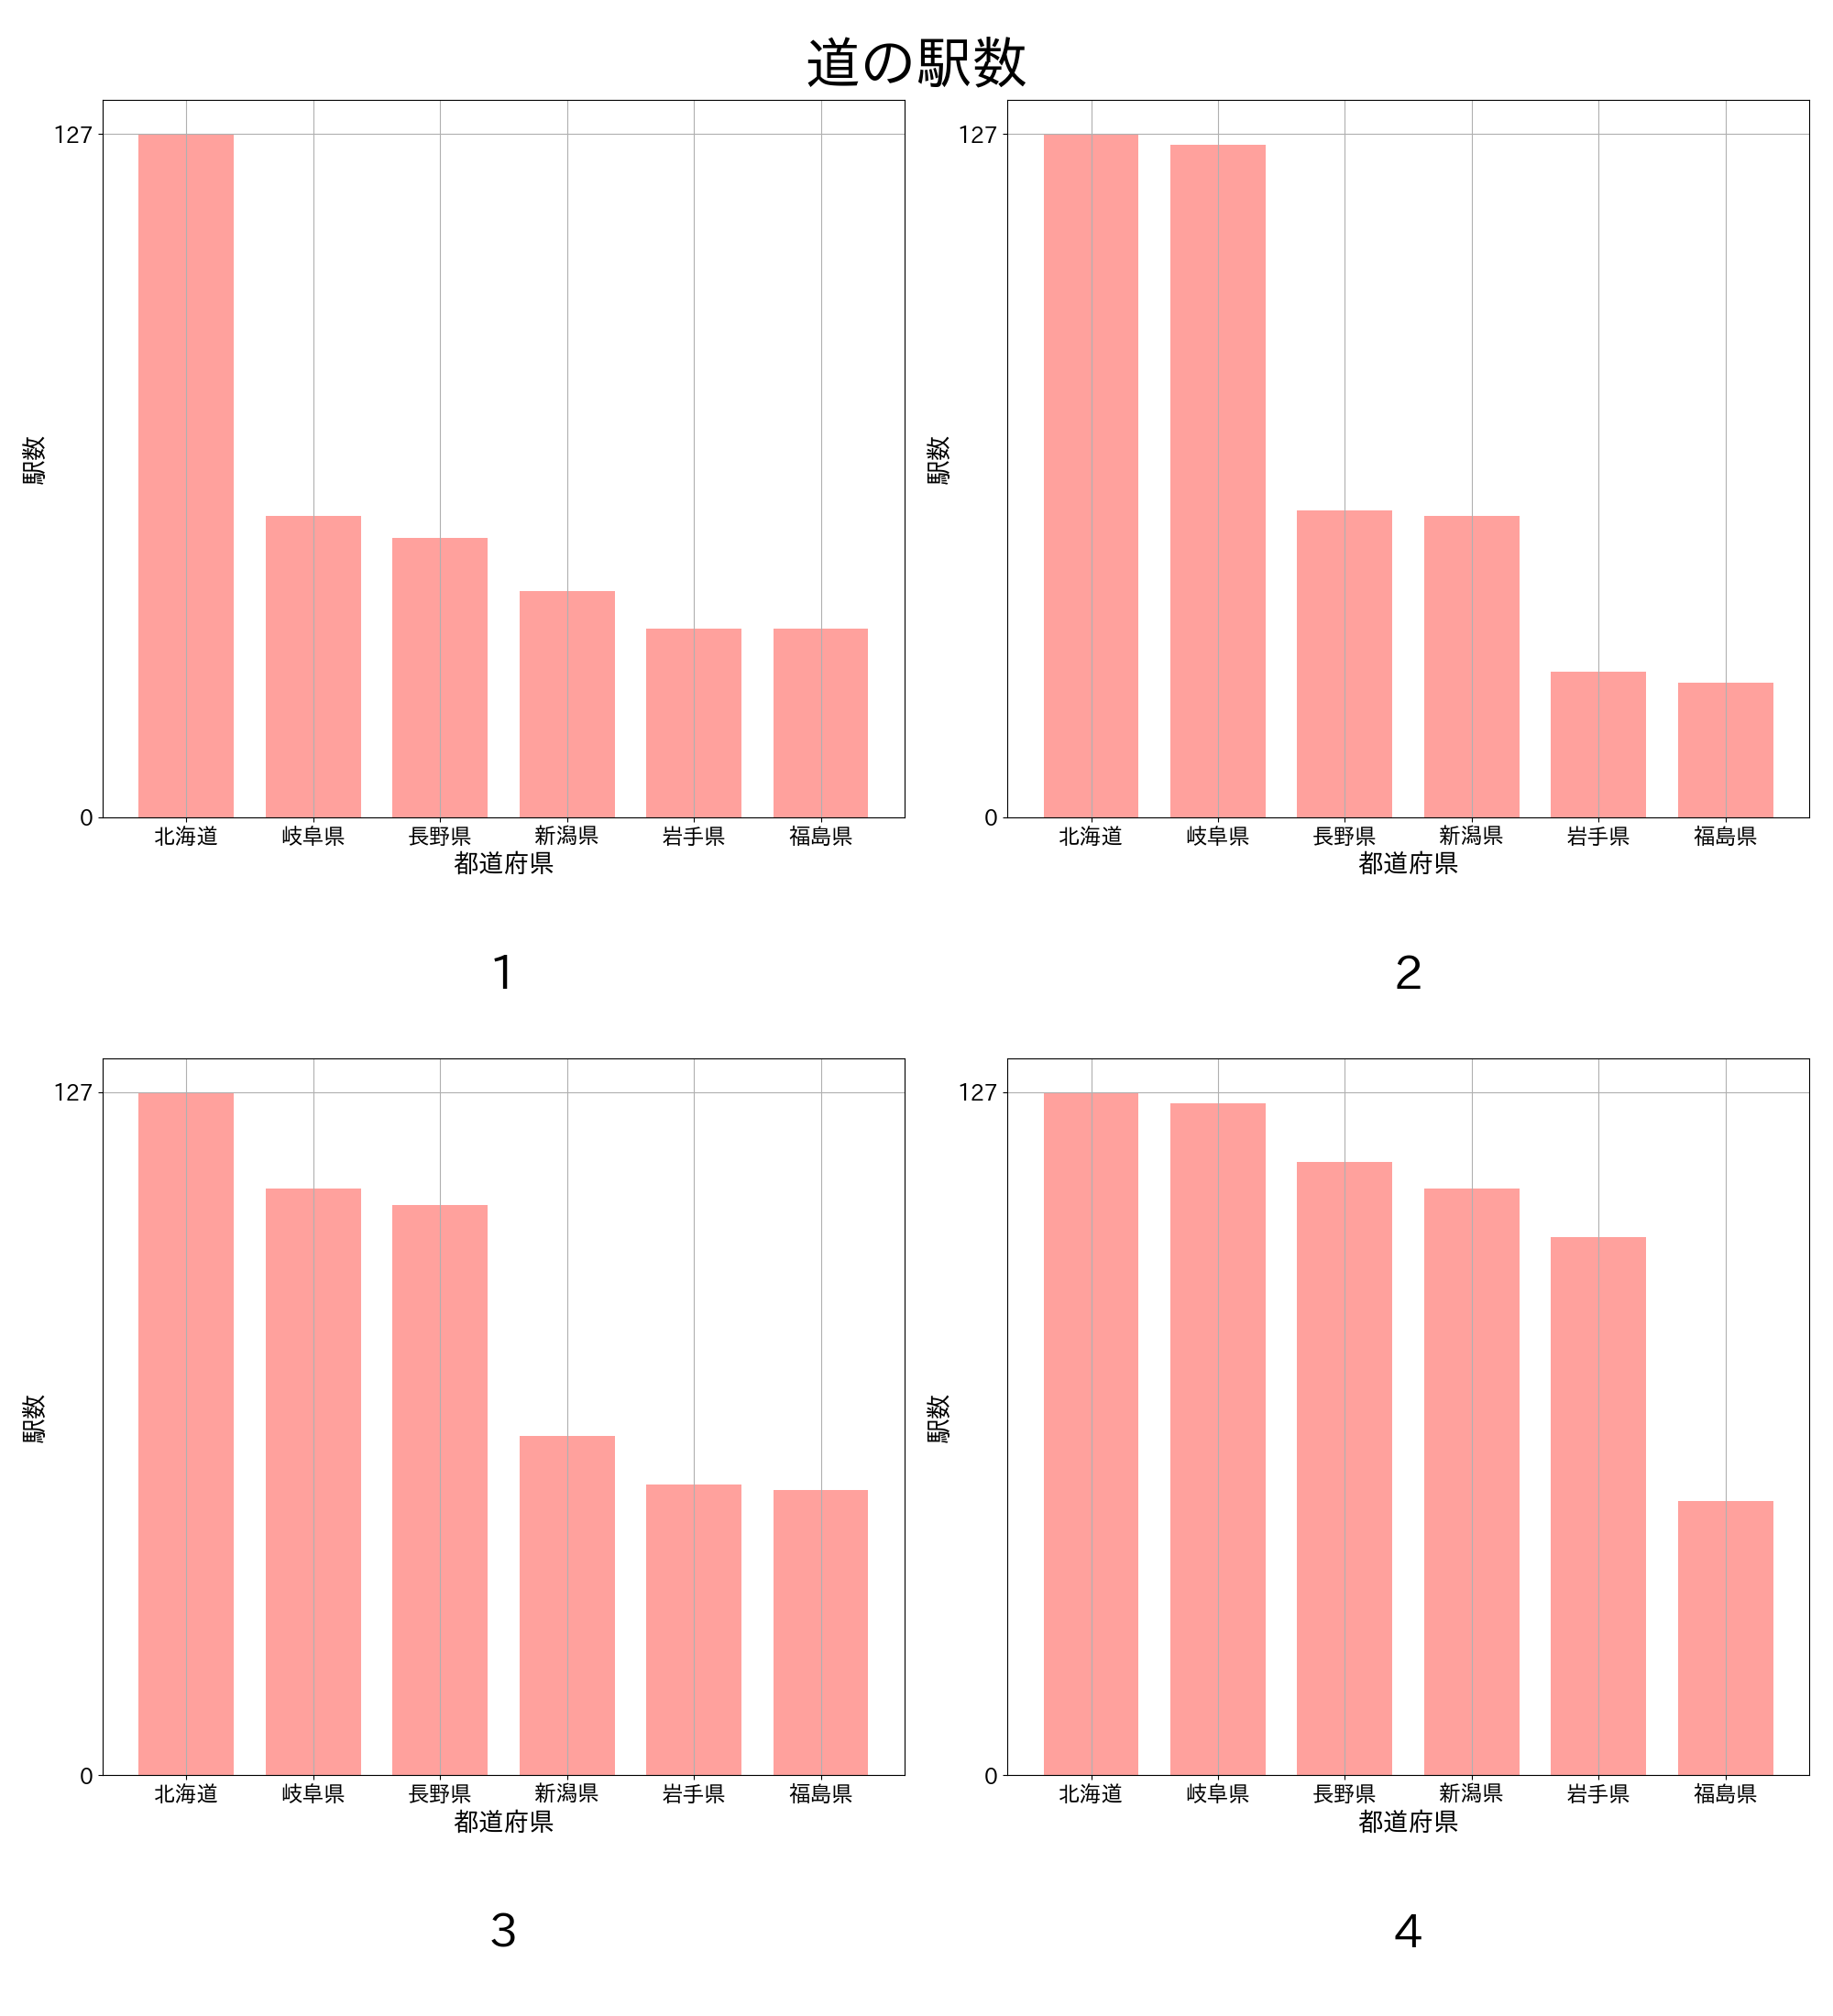 道の駅数
127
0
駅数
北海道 岐阜県 長野県 新潟県 岩手県 福島県
都道府県
1
127
0
駅数
北海道 岐阜県 長野県 新潟県 岩手県 福島県
都道府県
2
127
0
駅数
北海道 岐阜県 長野県 新潟県 岩手県 福島県
都道府県
3
127
0
駅数
北海道 岐阜県 長野県 新潟県 岩手県 福島県
都道府県
4